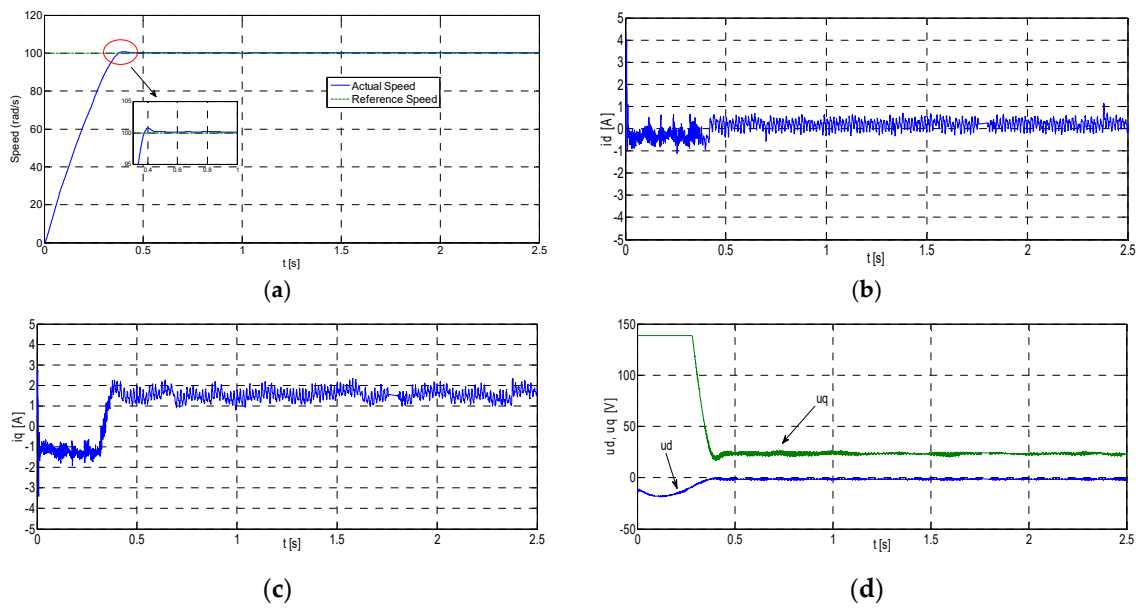 120
100
80
60
40
20
0
Speed (rad/s)
0 0.5 1 1.5 2 2.5
t [s]
Actual Speed
Reference Speed
105
100
95
0.4 0.6 0.8 1
(a)
5
4
3
2
1
0
-1
-2
-3
-4
-5
id [A]
0 0.5 1 1.5 2 2.5
t [s]
(b)
5
4
3
2
1
0
-1
-2
-3
-4
-5
iq [A]
0 0.5 1 1.5 2 2.5
t [s]
(c)
150
100
50
0
-50
ud, uq [V]
uq
ud
0 0.5 1 1.5 2 2.5
t [s]
(d)